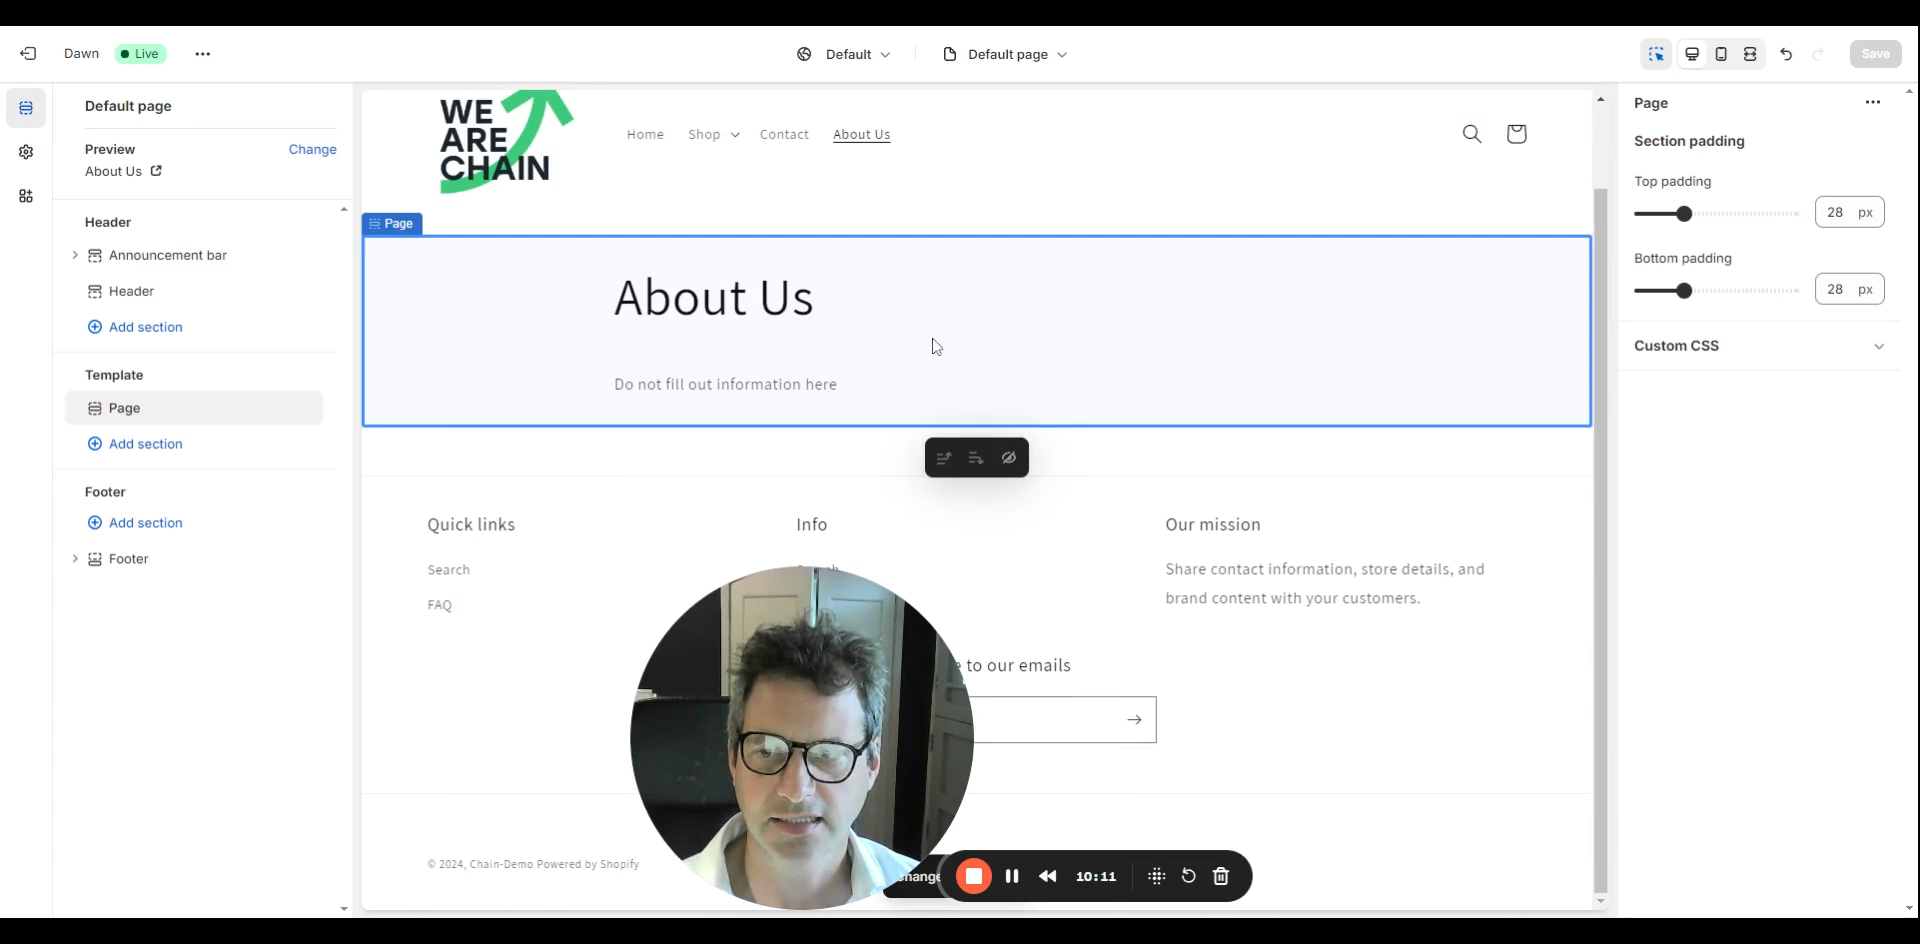 Dawn
Live
Default
Default page
Save
Default page
Preview
Change
About Us
Header
Announcement bar
Header
Add section
Template
Page
Add section
Footer
Add section
Footer
WE
ARE
CHAIN
Home
Shop
Contact
About Us
Page
About Us
Do not fill out information here
Quick links
Info
Our mission
Search
FAQ
Share contact information, store details, and
brand content with your customers.
to our emails
© 2024, Chain-Demo Powered by Shopify
10:11
Page
Section padding
Top padding
28 px
Bottom padding
28 px
Custom CSS